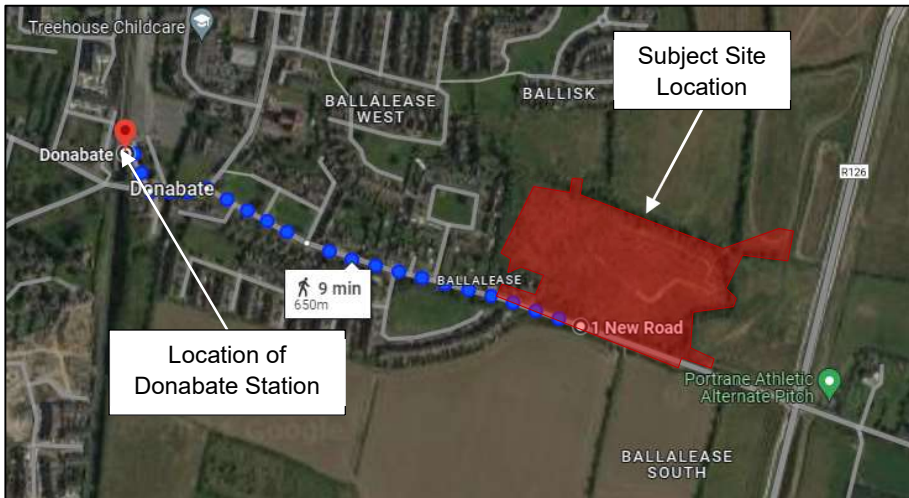 Treehouse Childcare
Subject Site
Location
BALLALEASE
WEST
BALLISK
Donabate
R126
Donabate
9 min
650m
BALLALEASE
1 New Road
Location of
Donabate Station
Portrane Athletic
Alternate Pitch
BALLALEASE
SOUTH